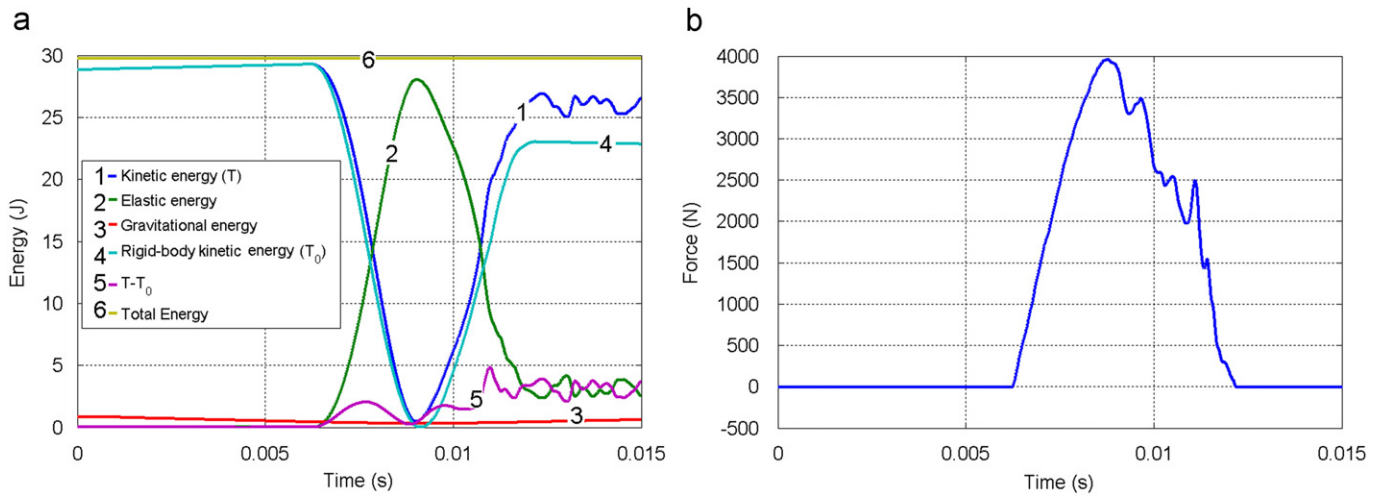 a
30
25
20
15
10
5
0
Energy (J)
0
0.005
0.01
0.015
Time (s)
6
2
1
4
5
3
1 Kinetic energy (T)
2 Elastic energy
3 Gravitational energy
4 Rigid-body kinetic energy (T₀)
5 T-T₀
6 Total Energy
b
4000
3500
3000
2500
2000
1500
1000
500
0
-500
Force (N)
0
0.005
0.01
0.015
Time (s)